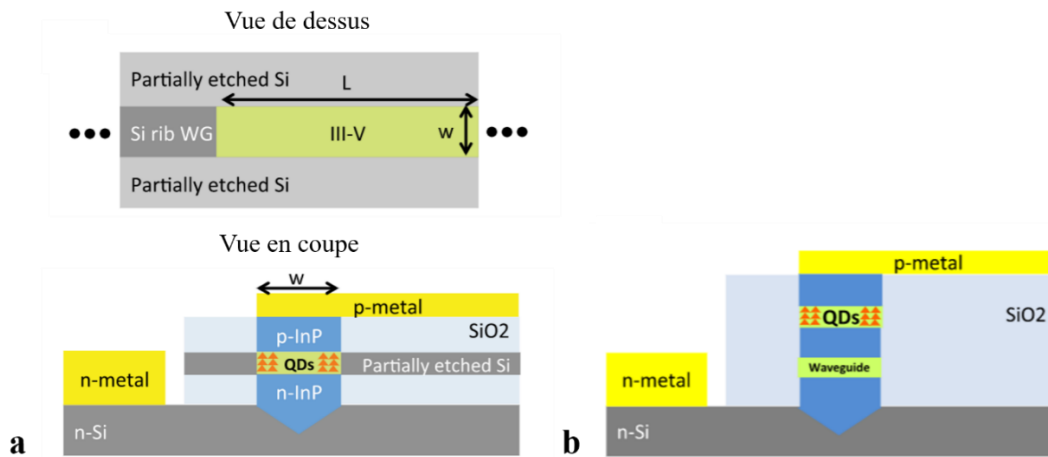 Vue de dessus
Partially etched Si
L
Si rib WG
III-V
w
Partially etched Si
Vue en coupe
w
p-metal
p-InP
SiO2
n-metal
QDs
Partially etched Si
n-InP
n-Si
a
p-metal
QDs
SiO2
Waveguide
n-metal
n-Si
b